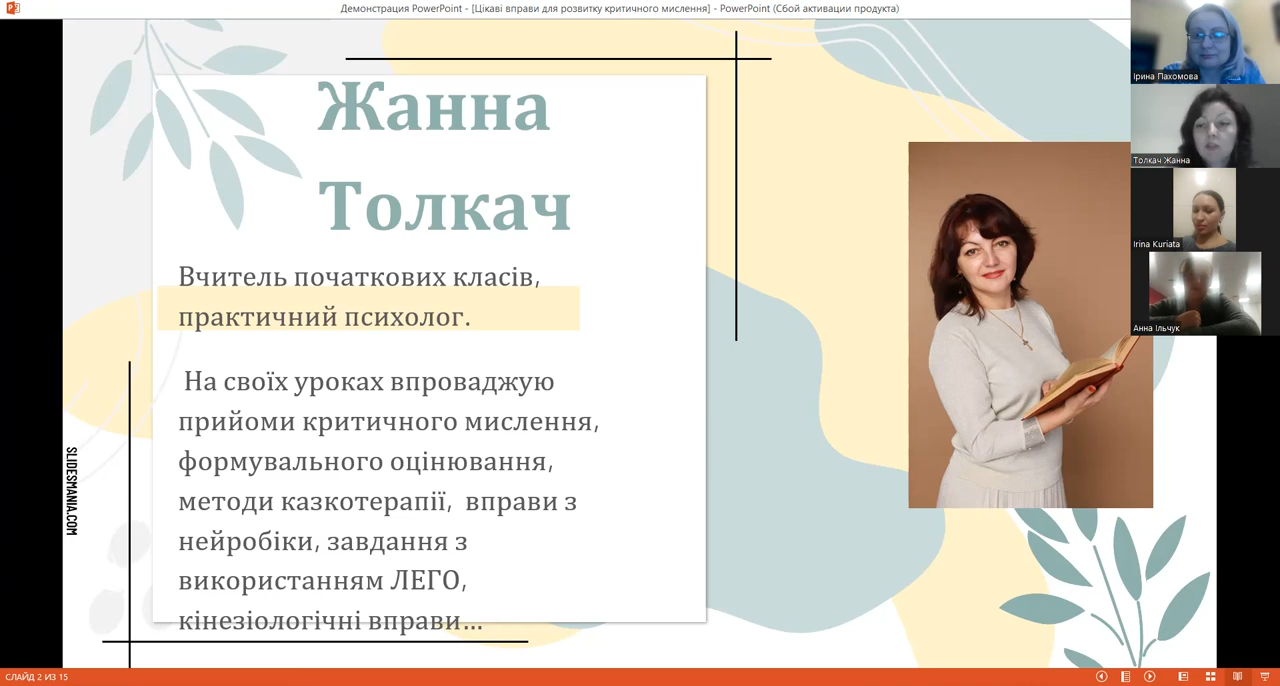 Демонстрация PowerPoint - [Цікаві вправи для розвитку критичного мислення] - PowerPoint (Сбой активации продукта)
Жанна
Толкач
Вчитель початкових класів,
практичний психолог.
На своїх уроках впроваджую
прийоми критичного мислення,
формувального оцінювання,
методи казкотерапії, вправи з
нейробіки, завдання з
використанням ЛЕГО,
кінезіологічні вправи...
SLIDESMANIA.COM
Ірина Пахомова
Толкач Жанна
Irina Kuriata
Анна Ільчук
СЛАЙД 2 ИЗ 15